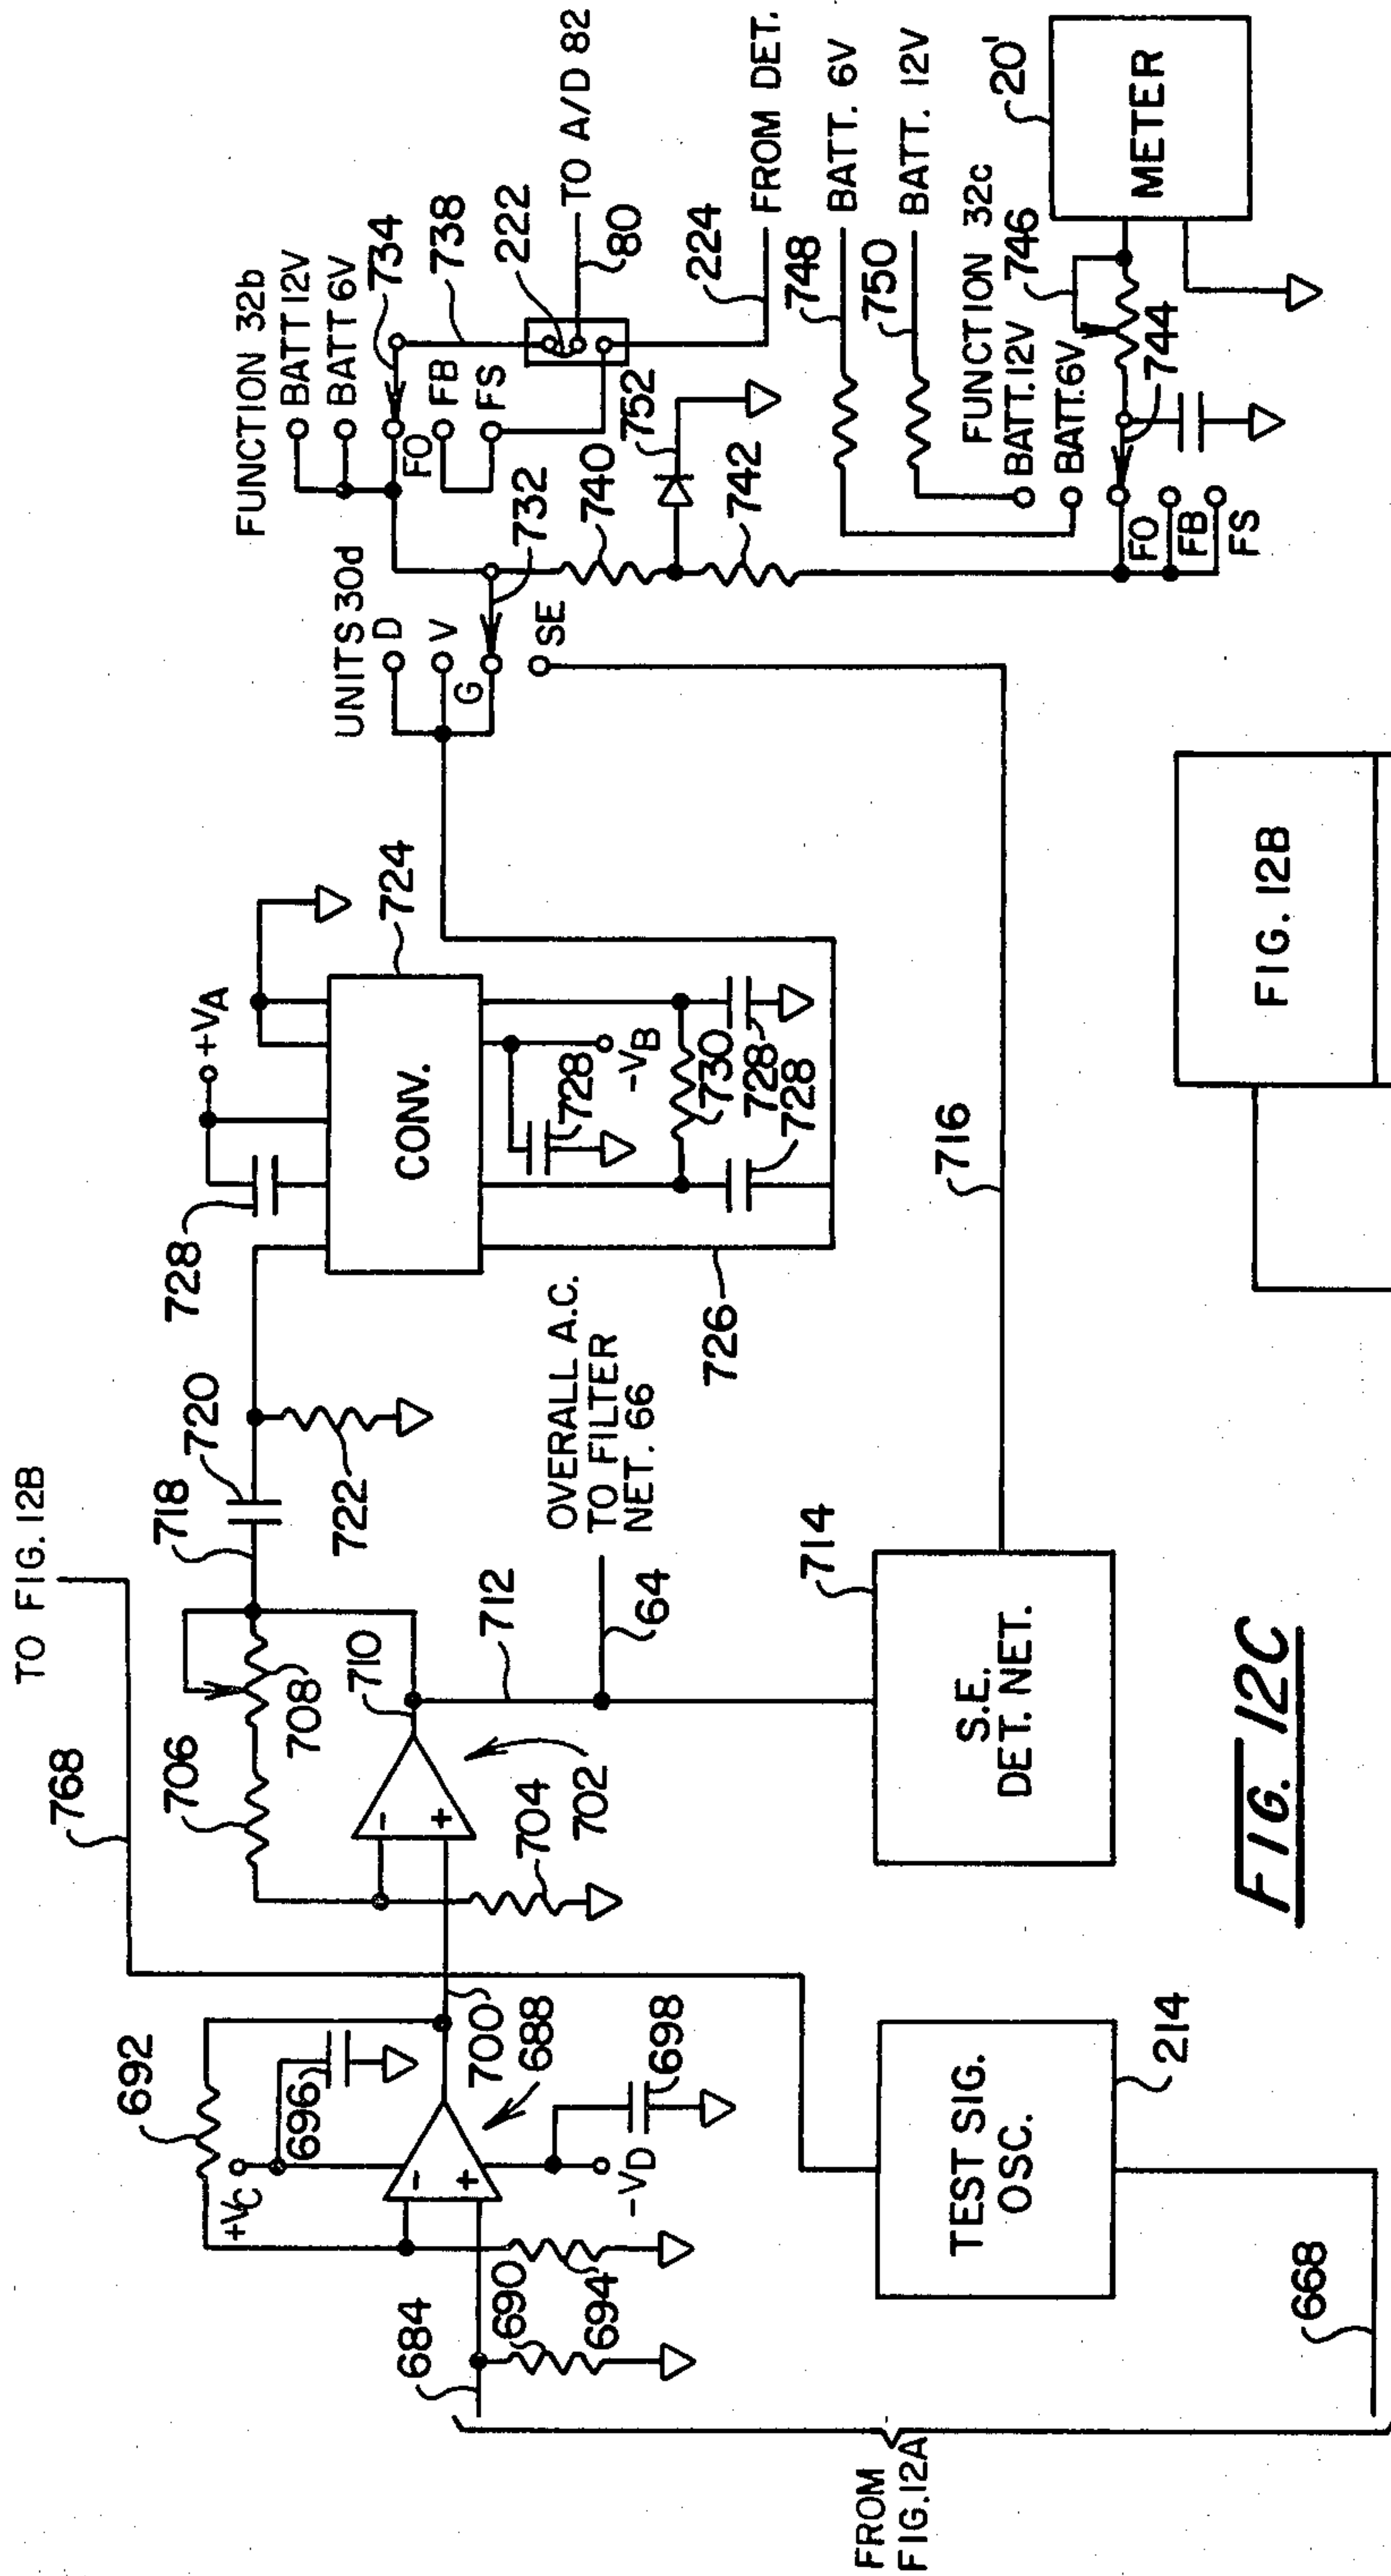 TO FIG. 12B
768
692
+VC
696
684
690
694
-VD
698
700
688
706
708
704
702
710
712
718
720
722
64
OVERALL A.C.
TO FILTER
NET. 66
728
+VA
CONV.
724
726
728
-VB
730
728
728
UNITS 30d
D
V
G
SE
732
FUNCTION 32b
BATT 12V
BATT 6V
FO
FB
FS
734
738
222
TO A/D 82
80
224
FROM DET.
740
752
742
748
BATT. 6V
750
BATT. 12V
FUNCTION 32c
BATT. 12V
BATT. 6V
FO
FB
FS
744
746
20'
METER
FROM
FIG. 12A
668
TEST SIG.
OSC.
214
S.E.
DET. NET.
714
716
FIG. 12C
FIG. 12B